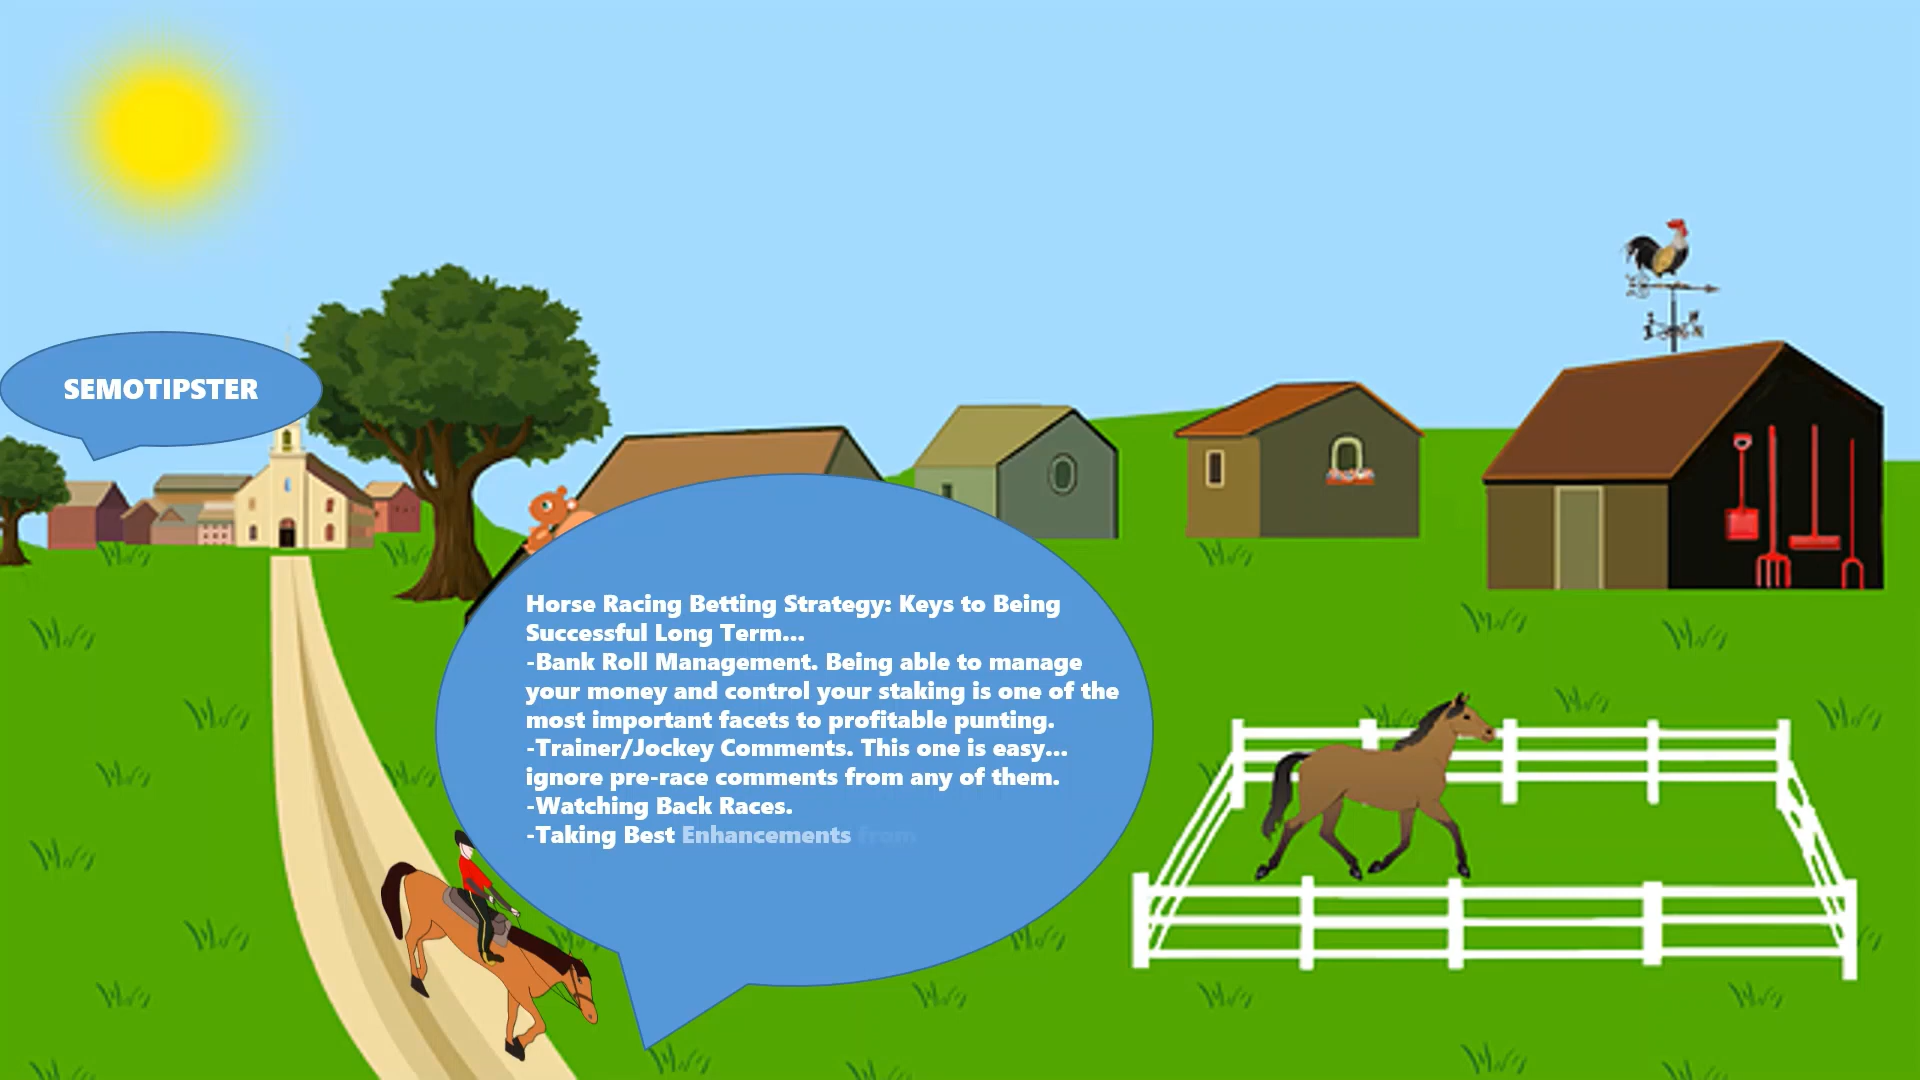 SEMOTIPSTER
Horse Racing Betting Strategy: Keys to Being
Successful Long Term...
-Bank Roll Management. Being able to manage
your money and control your staking is one of the
most important facets to profitable punting.
-Trainer/Jockey Comments. This one is easy...
ignore pre-race comments from any of them.
-Watching Back Races.
-Taking Best Enhancements from